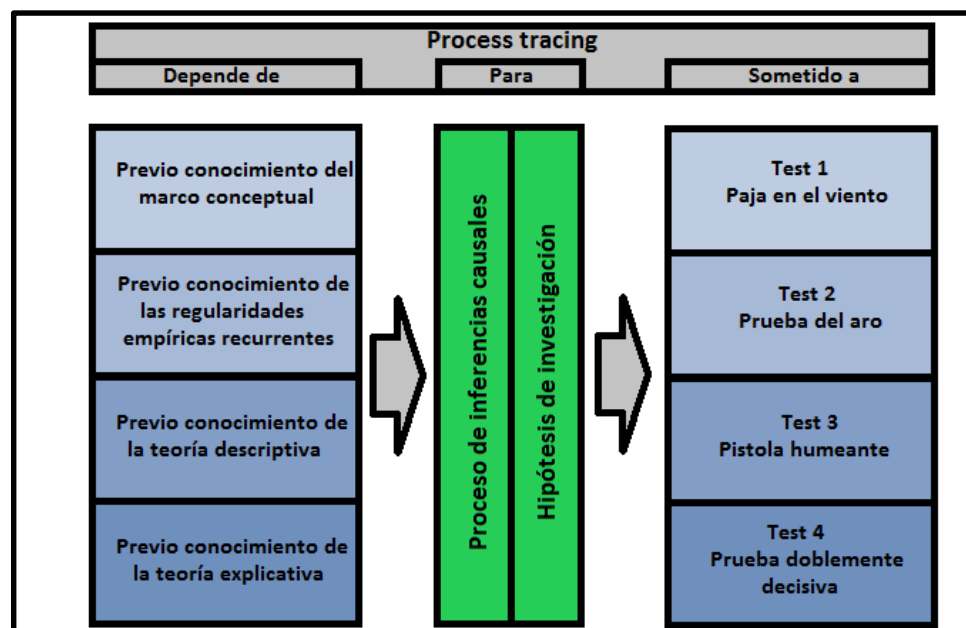 Process tracing
Depende de
Para
Sometido a
Previo conocimiento del
marco conceptual
Previo conocimiento de
las regularidades
empíricas recurrentes
Previo conocimiento de
la teoría descriptiva
Previo conocimiento de
la teoría explicativa
Proceso de inferencias causales
Hipótesis de investigación
Test 1
Paja en el viento
Test 2
Prueba del aro
Test 3
Pistola humeante
Test 4
Prueba doblemente
decisiva